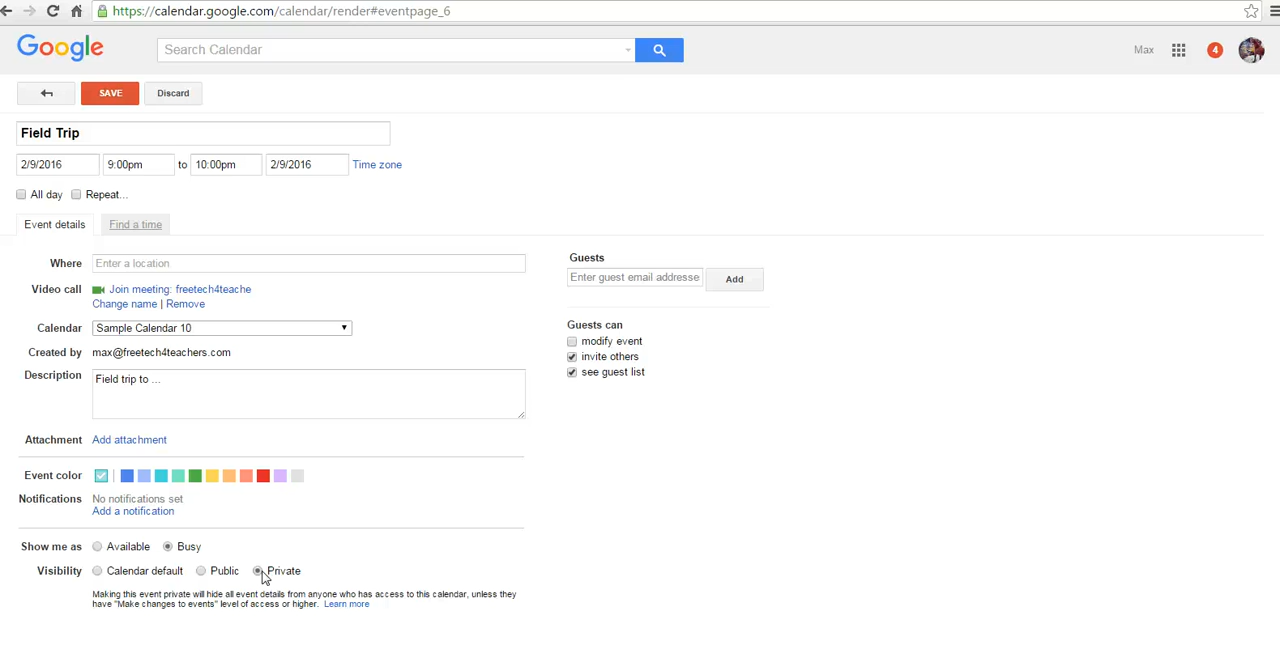 https://calendar.google.com/calendar/render#eventpage_6
Google
Search Calendar
Max
4
SAVE
Discard
Field Trip
2/9/2016 9:00pm to 10:00pm 2/9/2016 Time zone
All day Repeat...
Event details Find a time
Where Enter a location
Video call Join meeting: freetech4teache
Change name | Remove
Calendar Sample Calendar 10
Created by max@freetech4teachers.com
Description Field trip to ...
Attachment Add attachment
Event color
Notifications No notifications set
Add a notification
Show me as Available Busy
Visibility Calendar default Public Private
Making this event private will hide all event details from anyone who has access to this calendar, unless they
have "Make changes to events" level of access or higher. Learn more
Guests
Enter guest email addresse Add
Guests can
modify event
invite others
see guest list